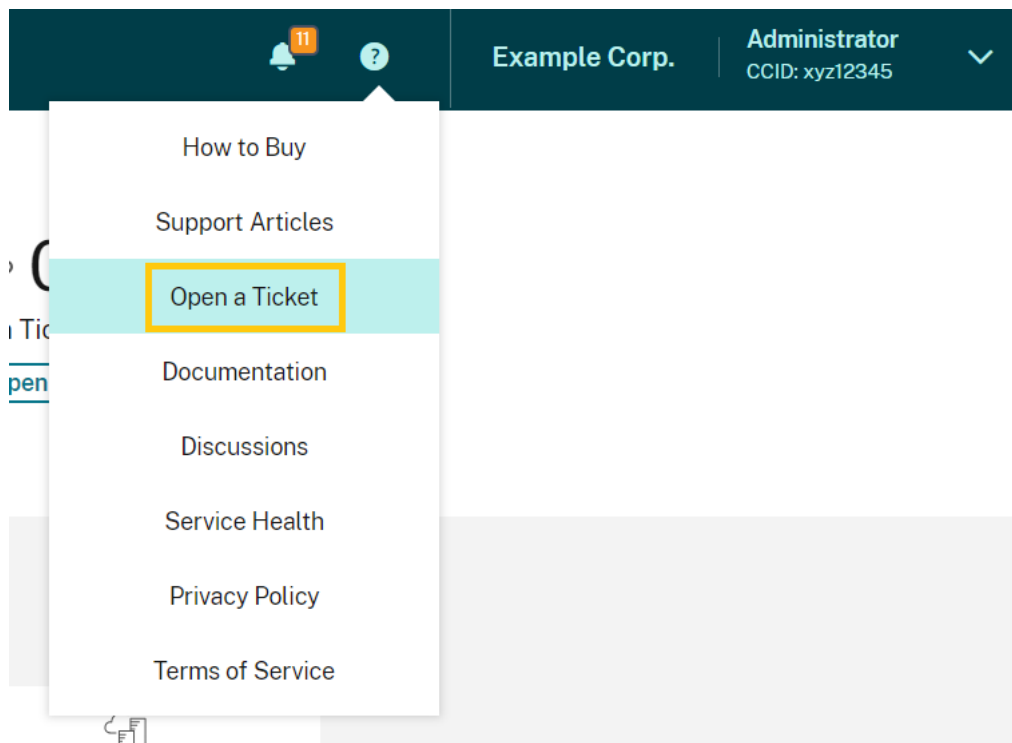 11
?
Example Corp.
Administrator
CCID: xyz12345
How to Buy
Support Articles
Open a Ticket
Documentation
Discussions
Service Health
Privacy Policy
Terms of Service